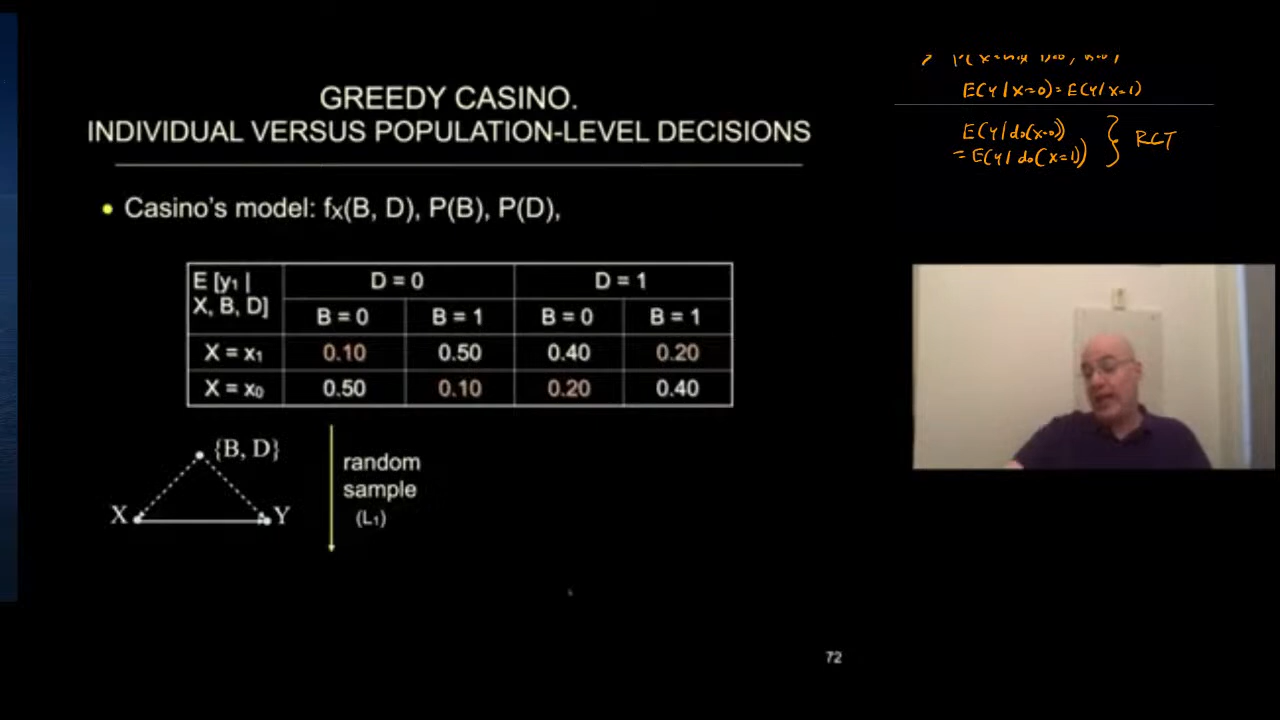 GREEDY CASINO.
INDIVIDUAL VERSUS POPULATION-LEVEL DECISIONS
• Casino's model: fx(B, D), P(B), P(D),
E [y₁ | X, B, D] D = 0 D = 1
B = 0 B = 1 B = 0 B = 1
X = x₁ 0.10 0.50 0.40 0.20
X = x₀ 0.50 0.10 0.20 0.40
{B, D}
X Y
random
sample
(L₁)
72
E(Y|X=0) = E(Y|X=1)
E(Y|do(X=0)
= E(Y|do(X=1)) } RCT